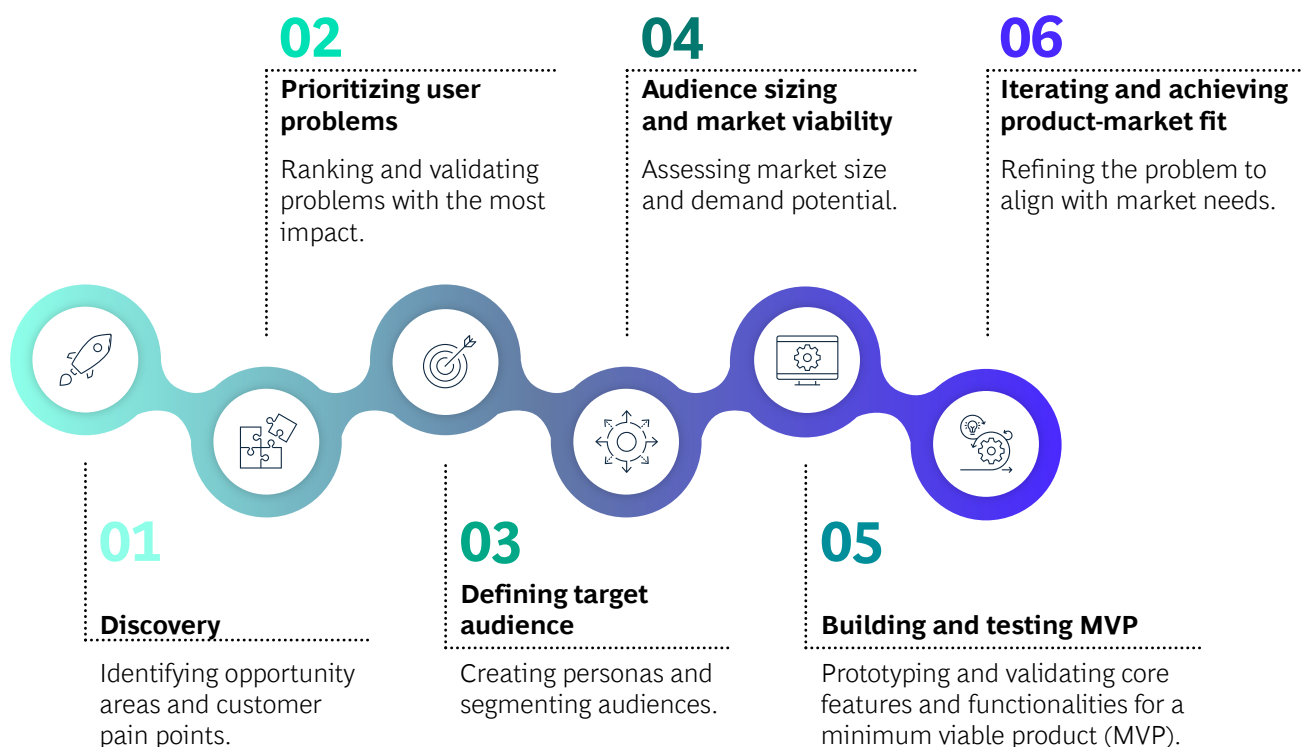 02
Prioritizing user
problems
Ranking and validating
problems with the most
impact.
04
Audience sizing
and market viability
Assessing market size
and demand potential.
06
Iterating and achieving
product-market fit
Refining the problem to
align with market needs.
01
Discovery
Identifying opportunity
areas and customer
pain points.
03
Defining target
audience
Creating personas and
segmenting audiences.
05
Building and testing MVP
Prototyping and validating core
features and functionalities for a
minimum viable product (MVP).